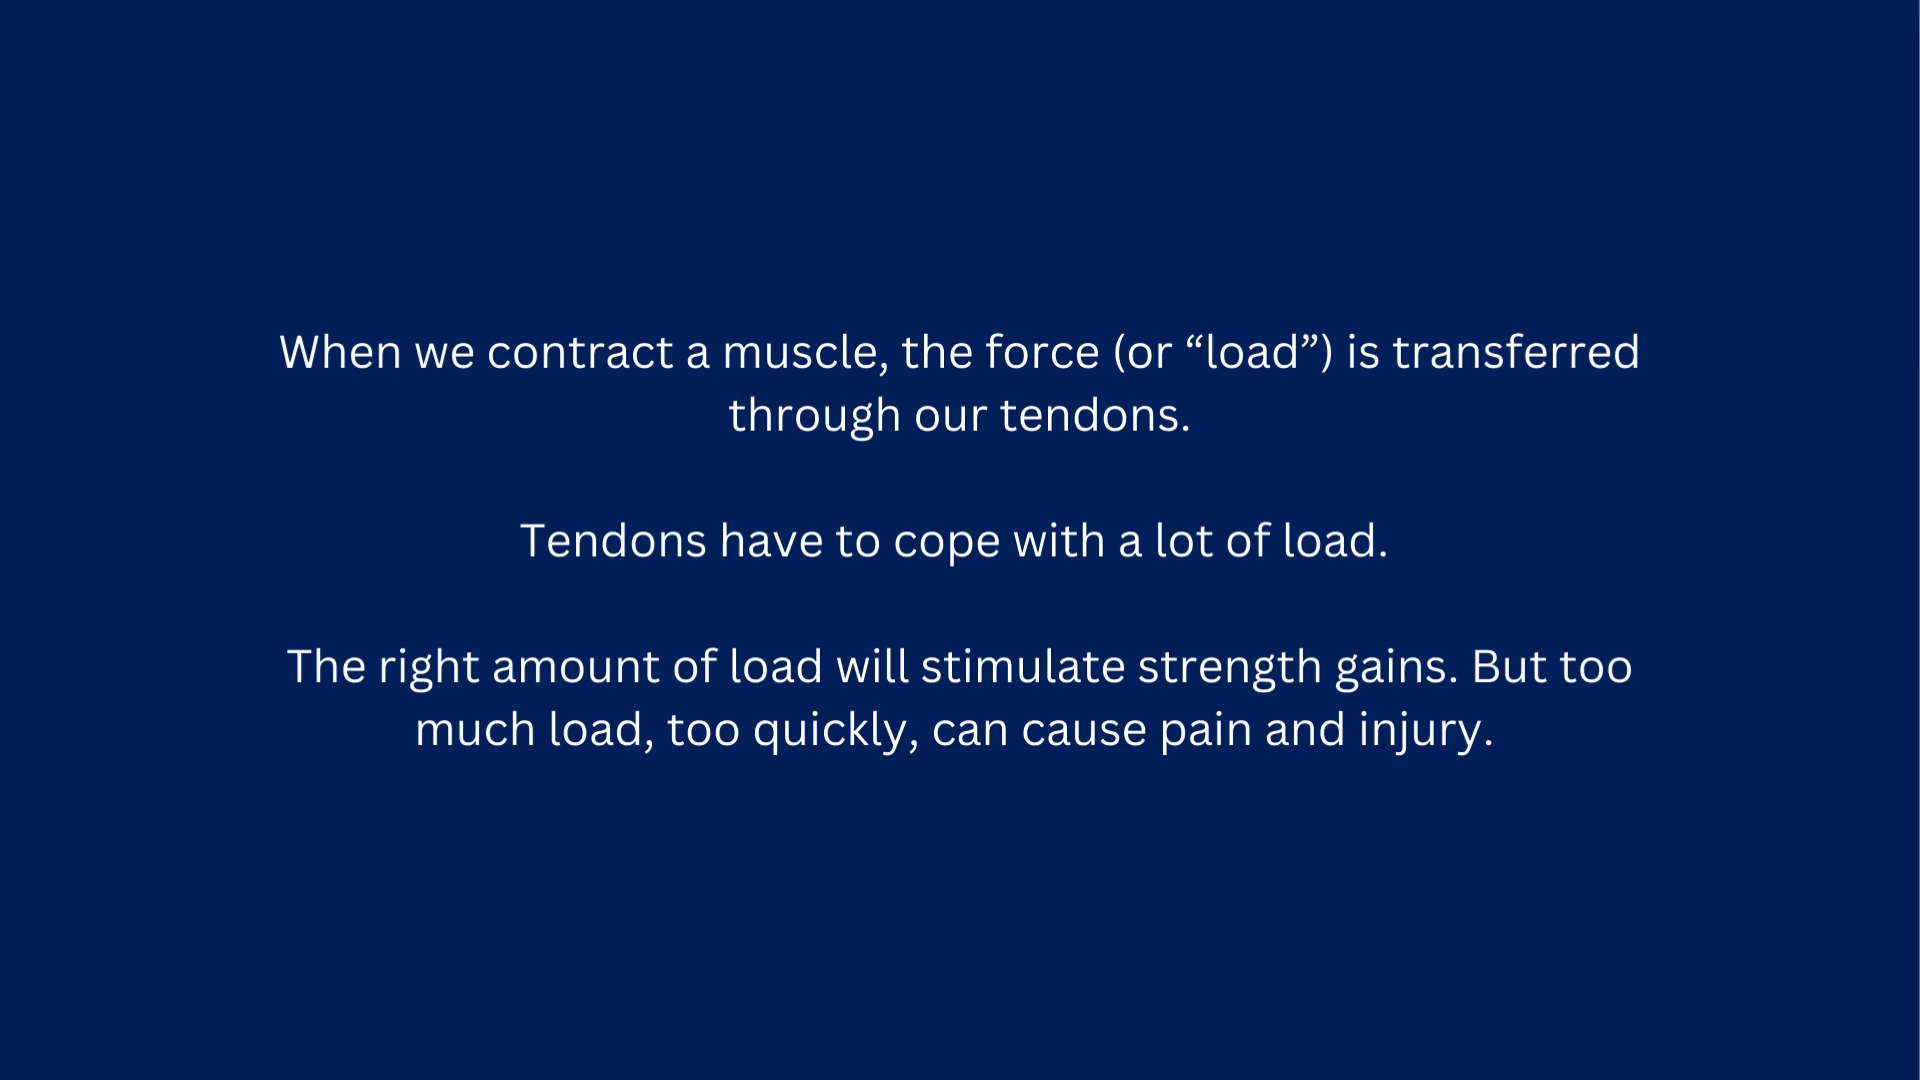 When we contract a muscle, the force (or “load”) is transferred
through our tendons.
Tendons have to cope with a lot of load.
The right amount of load will stimulate strength gains. But too
much load, too quickly, can cause pain and injury.